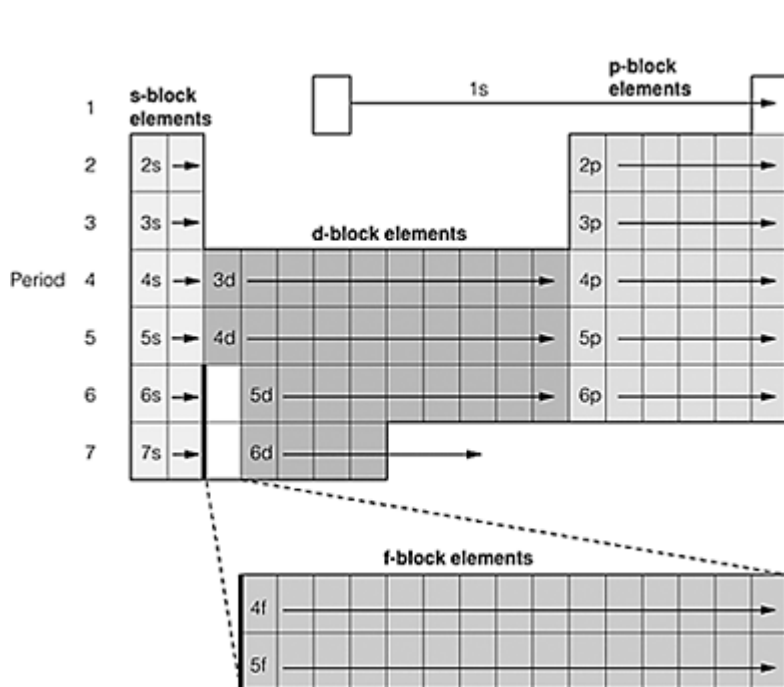 p-block
elements
1s
s-block
elements
1
2 2s 2p
3 3s 3p
d-block elements
Period 4 4s 3d 4p
5 5s 4d 5p
6 6s 5d 6p
7 7s 6d
f-block elements
4f
5f